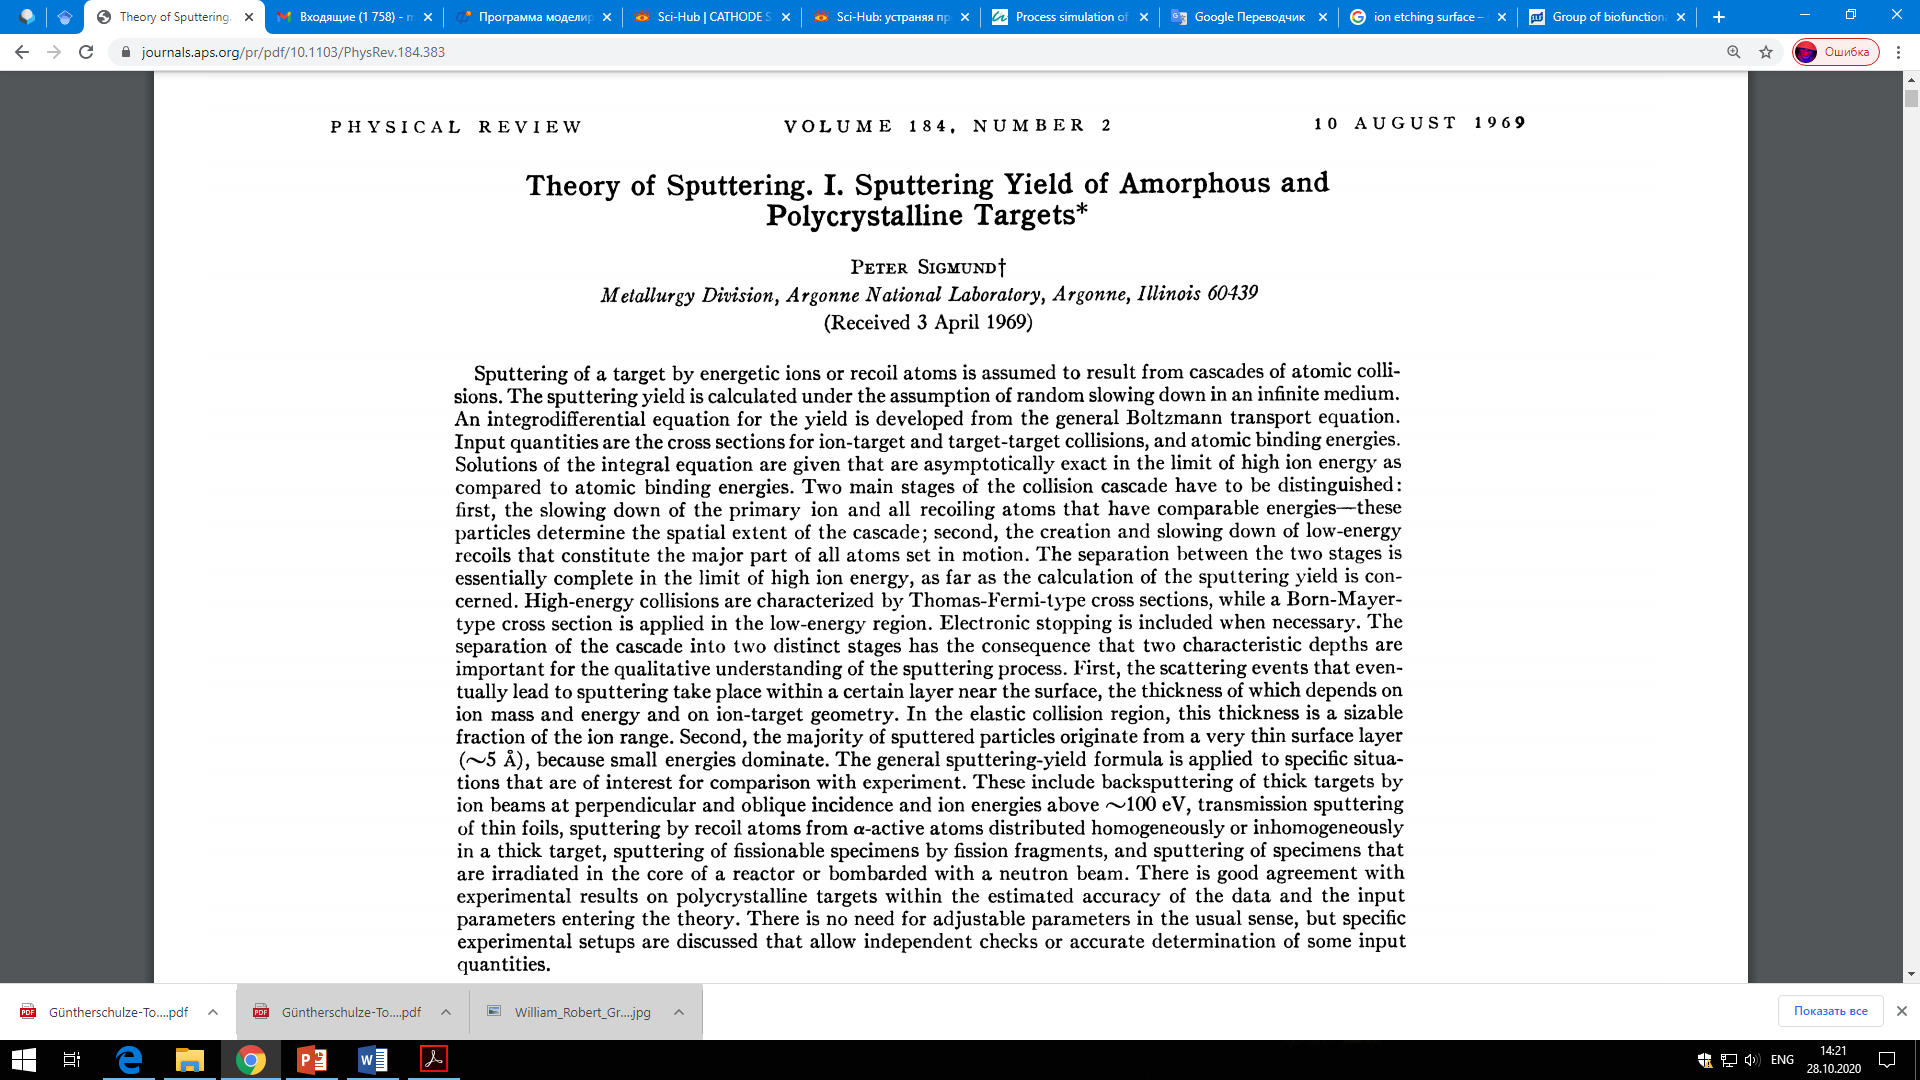 Theory of Sputtering.
Входящие (1 758) - m
Программа моделир
Sci-Hub | CATHODE S
Sci-Hub: устраняя пр
Process simulation of
Google Переводчик
ion etching surface –
Group of biofunction
journals.aps.org/pr/pdf/10.1103/PhysRev.184.383
Ошибка
PHYSICAL REVIEW VOLUME 184, NUMBER 2 10 AUGUST 1969
Theory of Sputtering. I. Sputtering Yield of Amorphous and
Polycrystalline Targets*
PETER SIGMUND†
Metallurgy Division, Argonne National Laboratory, Argonne, Illinois 60439
(Received 3 April 1969)
Sputtering of a target by energetic ions or recoil atoms is assumed to result from cascades of atomic colli-
sions. The sputtering yield is calculated under the assumption of random slowing down in an infinite medium.
An integrodifferential equation for the yield is developed from the general Boltzmann transport equation.
Input quantities are the cross sections for ion-target and target-target collisions, and atomic binding energies.
Solutions of the integral equation are given that are asymptotically exact in the limit of high ion energy as
compared to atomic binding energies. Two main stages of the collision cascade have to be distinguished:
first, the slowing down of the primary ion and all recoiling atoms that have comparable energies—these
particles determine the spatial extent of the cascade; second, the creation and slowing down of low-energy
recoils that constitute the major part of all atoms set in motion. The separation between the two stages is
essentially complete in the limit of high ion energy, as far as the calculation of the sputtering yield is con-
cerned. High-energy collisions are characterized by Thomas-Fermi-type cross sections, while a Born-Mayer-
type cross section is applied in the low-energy region. Electronic stopping is included when necessary. The
separation of the cascade into two distinct stages has the consequence that two characteristic depths are
important for the qualitative understanding of the sputtering process. First, the scattering events that even-
tually lead to sputtering take place within a certain layer near the surface, the thickness of which depends on
ion mass and energy and on ion-target geometry. In the elastic collision region, this thickness is a sizable
fraction of the ion range. Second, the majority of sputtered particles originate from a very thin surface layer
(∼5 Å), because small energies dominate. The general sputtering-yield formula is applied to specific situa-
tions that are of interest for comparison with experiment. These include backsputtering of thick targets by
ion beams at perpendicular and oblique incidence and ion energies above ∼100 eV, transmission sputtering
of thin foils, sputtering by recoil atoms from α-active atoms distributed homogeneously or inhomogeneously
in a thick target, sputtering of fissionable specimens by fission fragments, and sputtering of specimens that
are irradiated in the core of a reactor or bombarded with a neutron beam. There is good agreement with
experimental results on polycrystalline targets within the estimated accuracy of the data and the input
parameters entering the theory. There is no need for adjustable parameters in the usual sense, but specific
experimental setups are discussed that allow independent checks or accurate determination of some input
quantities.
Güntherschulze-To....pdf
Güntherschulze-To....pdf
William_Robert_Gr....jpg
Показать все
ENG
14:21
28.10.2020